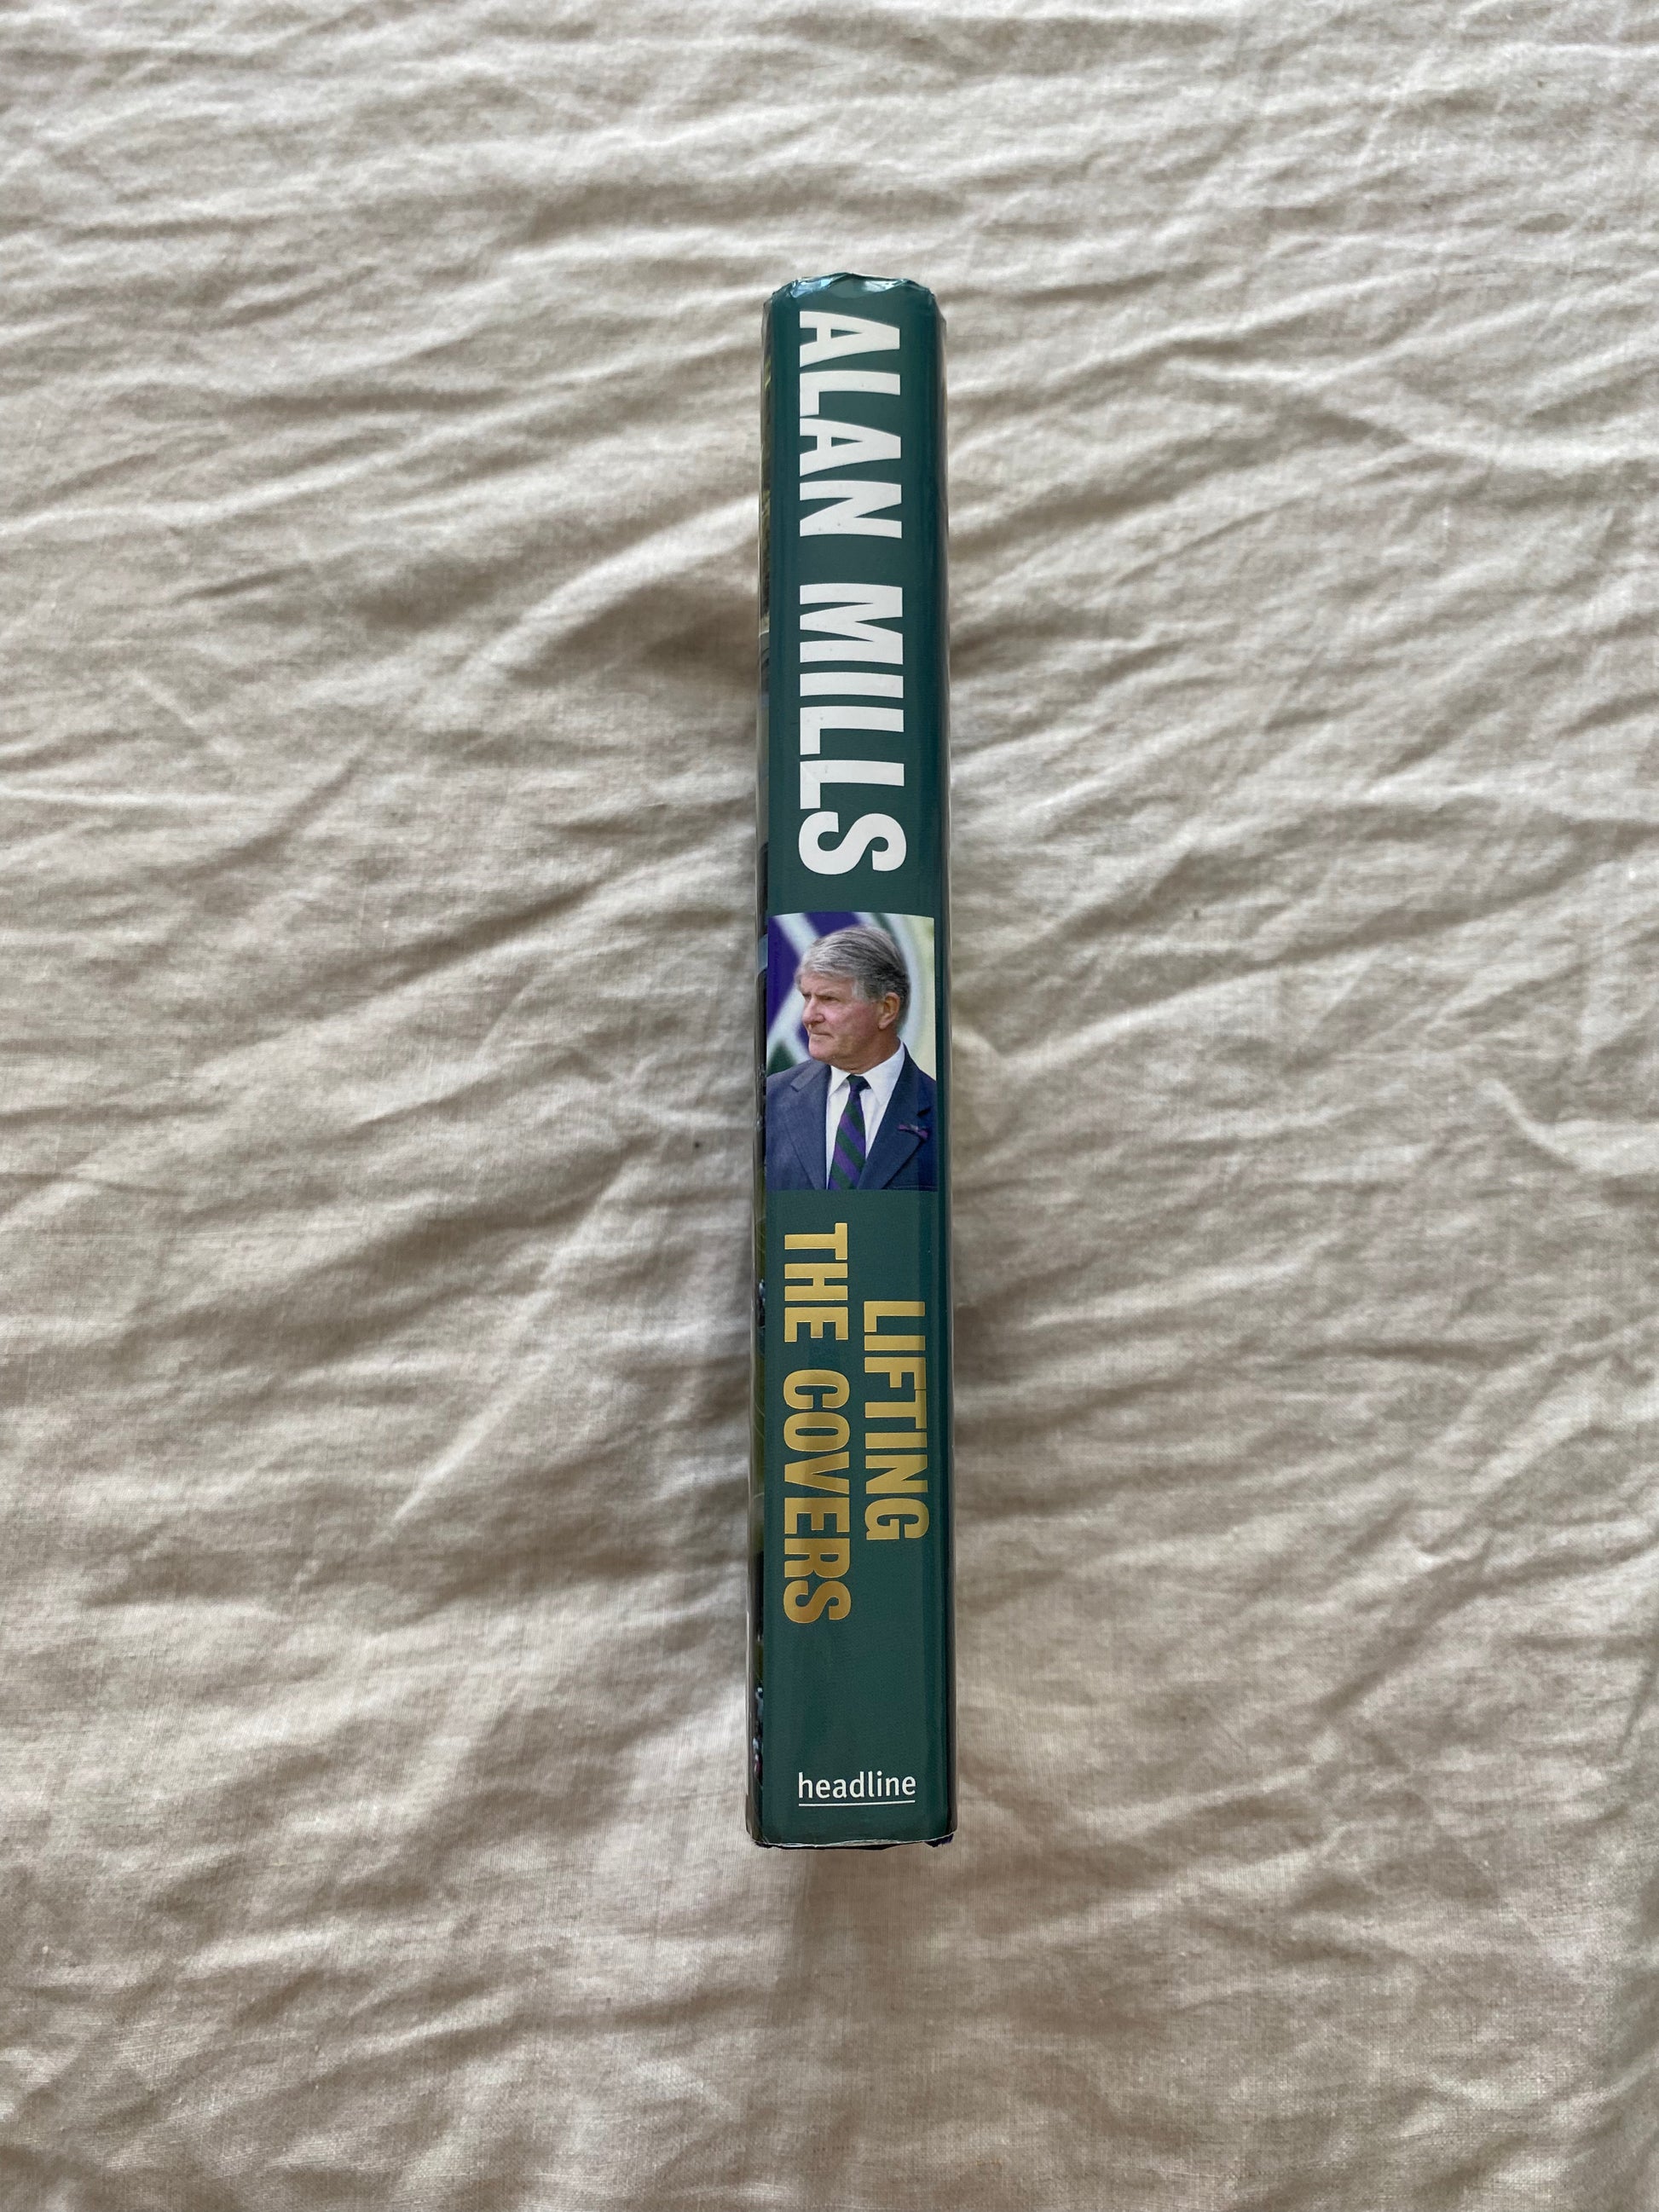 ALAN MILLS
LIFTING
THE COVERS
headline